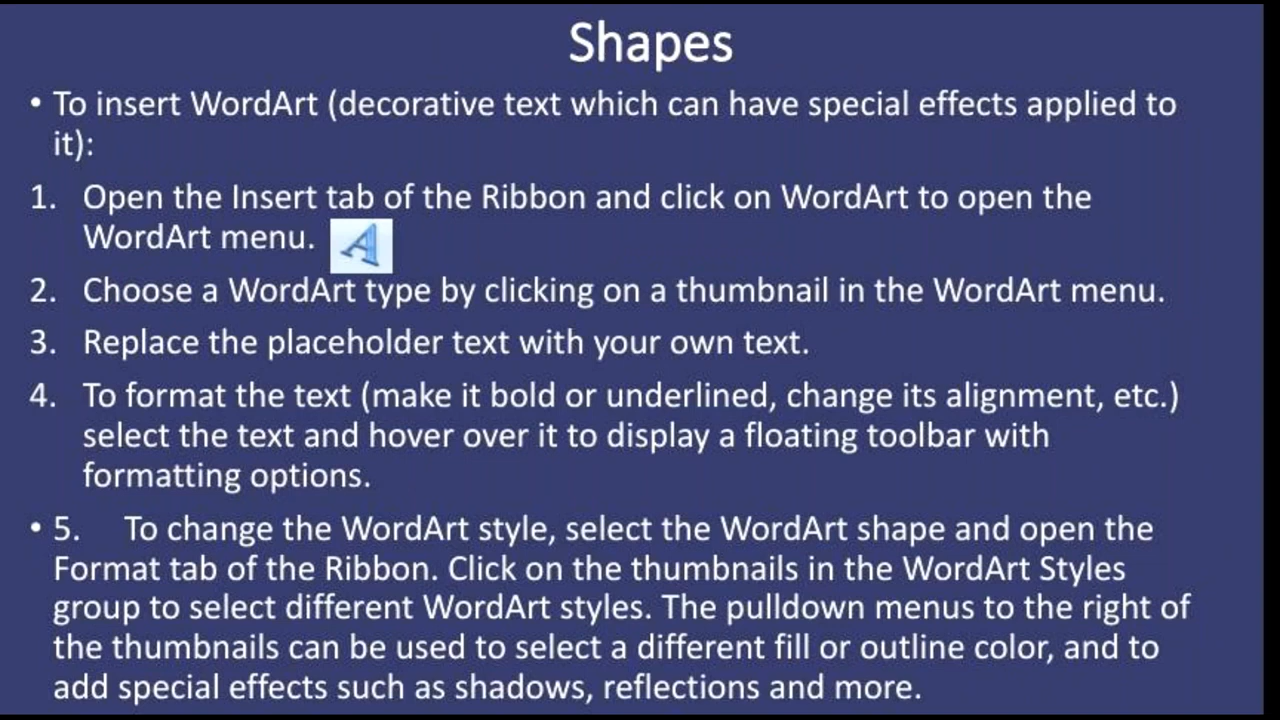 Shapes
• To insert WordArt (decorative text which can have special effects applied to
it):
1. Open the Insert tab of the Ribbon and click on WordArt to open the
WordArt menu.
2. Choose a WordArt type by clicking on a thumbnail in the WordArt menu.
3. Replace the placeholder text with your own text.
4. To format the text (make it bold or underlined, change its alignment, etc.)
select the text and hover over it to display a floating toolbar with
formatting options.
• 5. To change the WordArt style, select the WordArt shape and open the
Format tab of the Ribbon. Click on the thumbnails in the WordArt Styles
group to select different WordArt styles. The pulldown menus to the right of
the thumbnails can be used to select a different fill or outline color, and to
add special effects such as shadows, reflections and more.